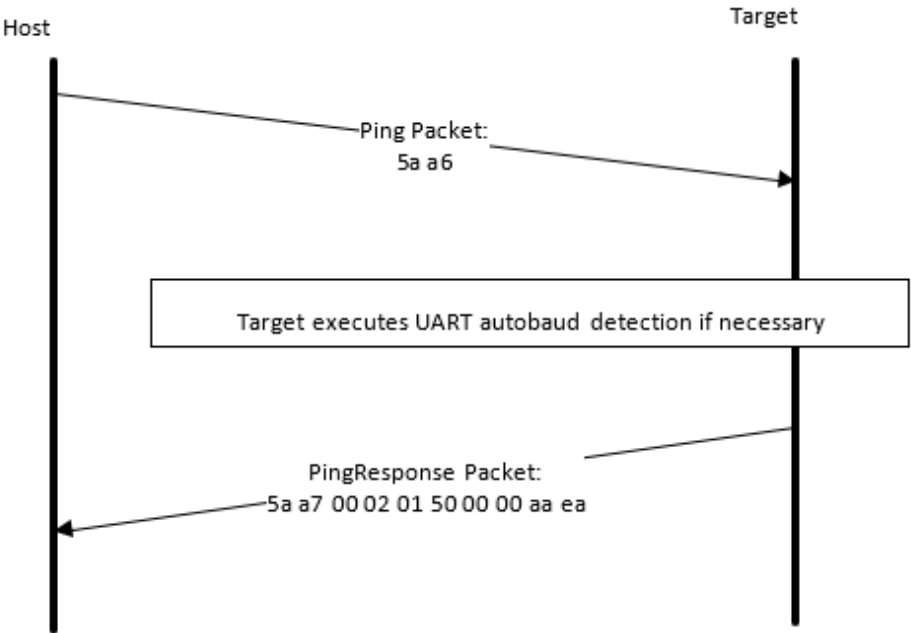 Host
Target
Ping Packet:
5a a6
Target executes UART autobaud detection if necessary
PingResponse Packet:
5a a7 00 02 01 50 00 00 aa ea